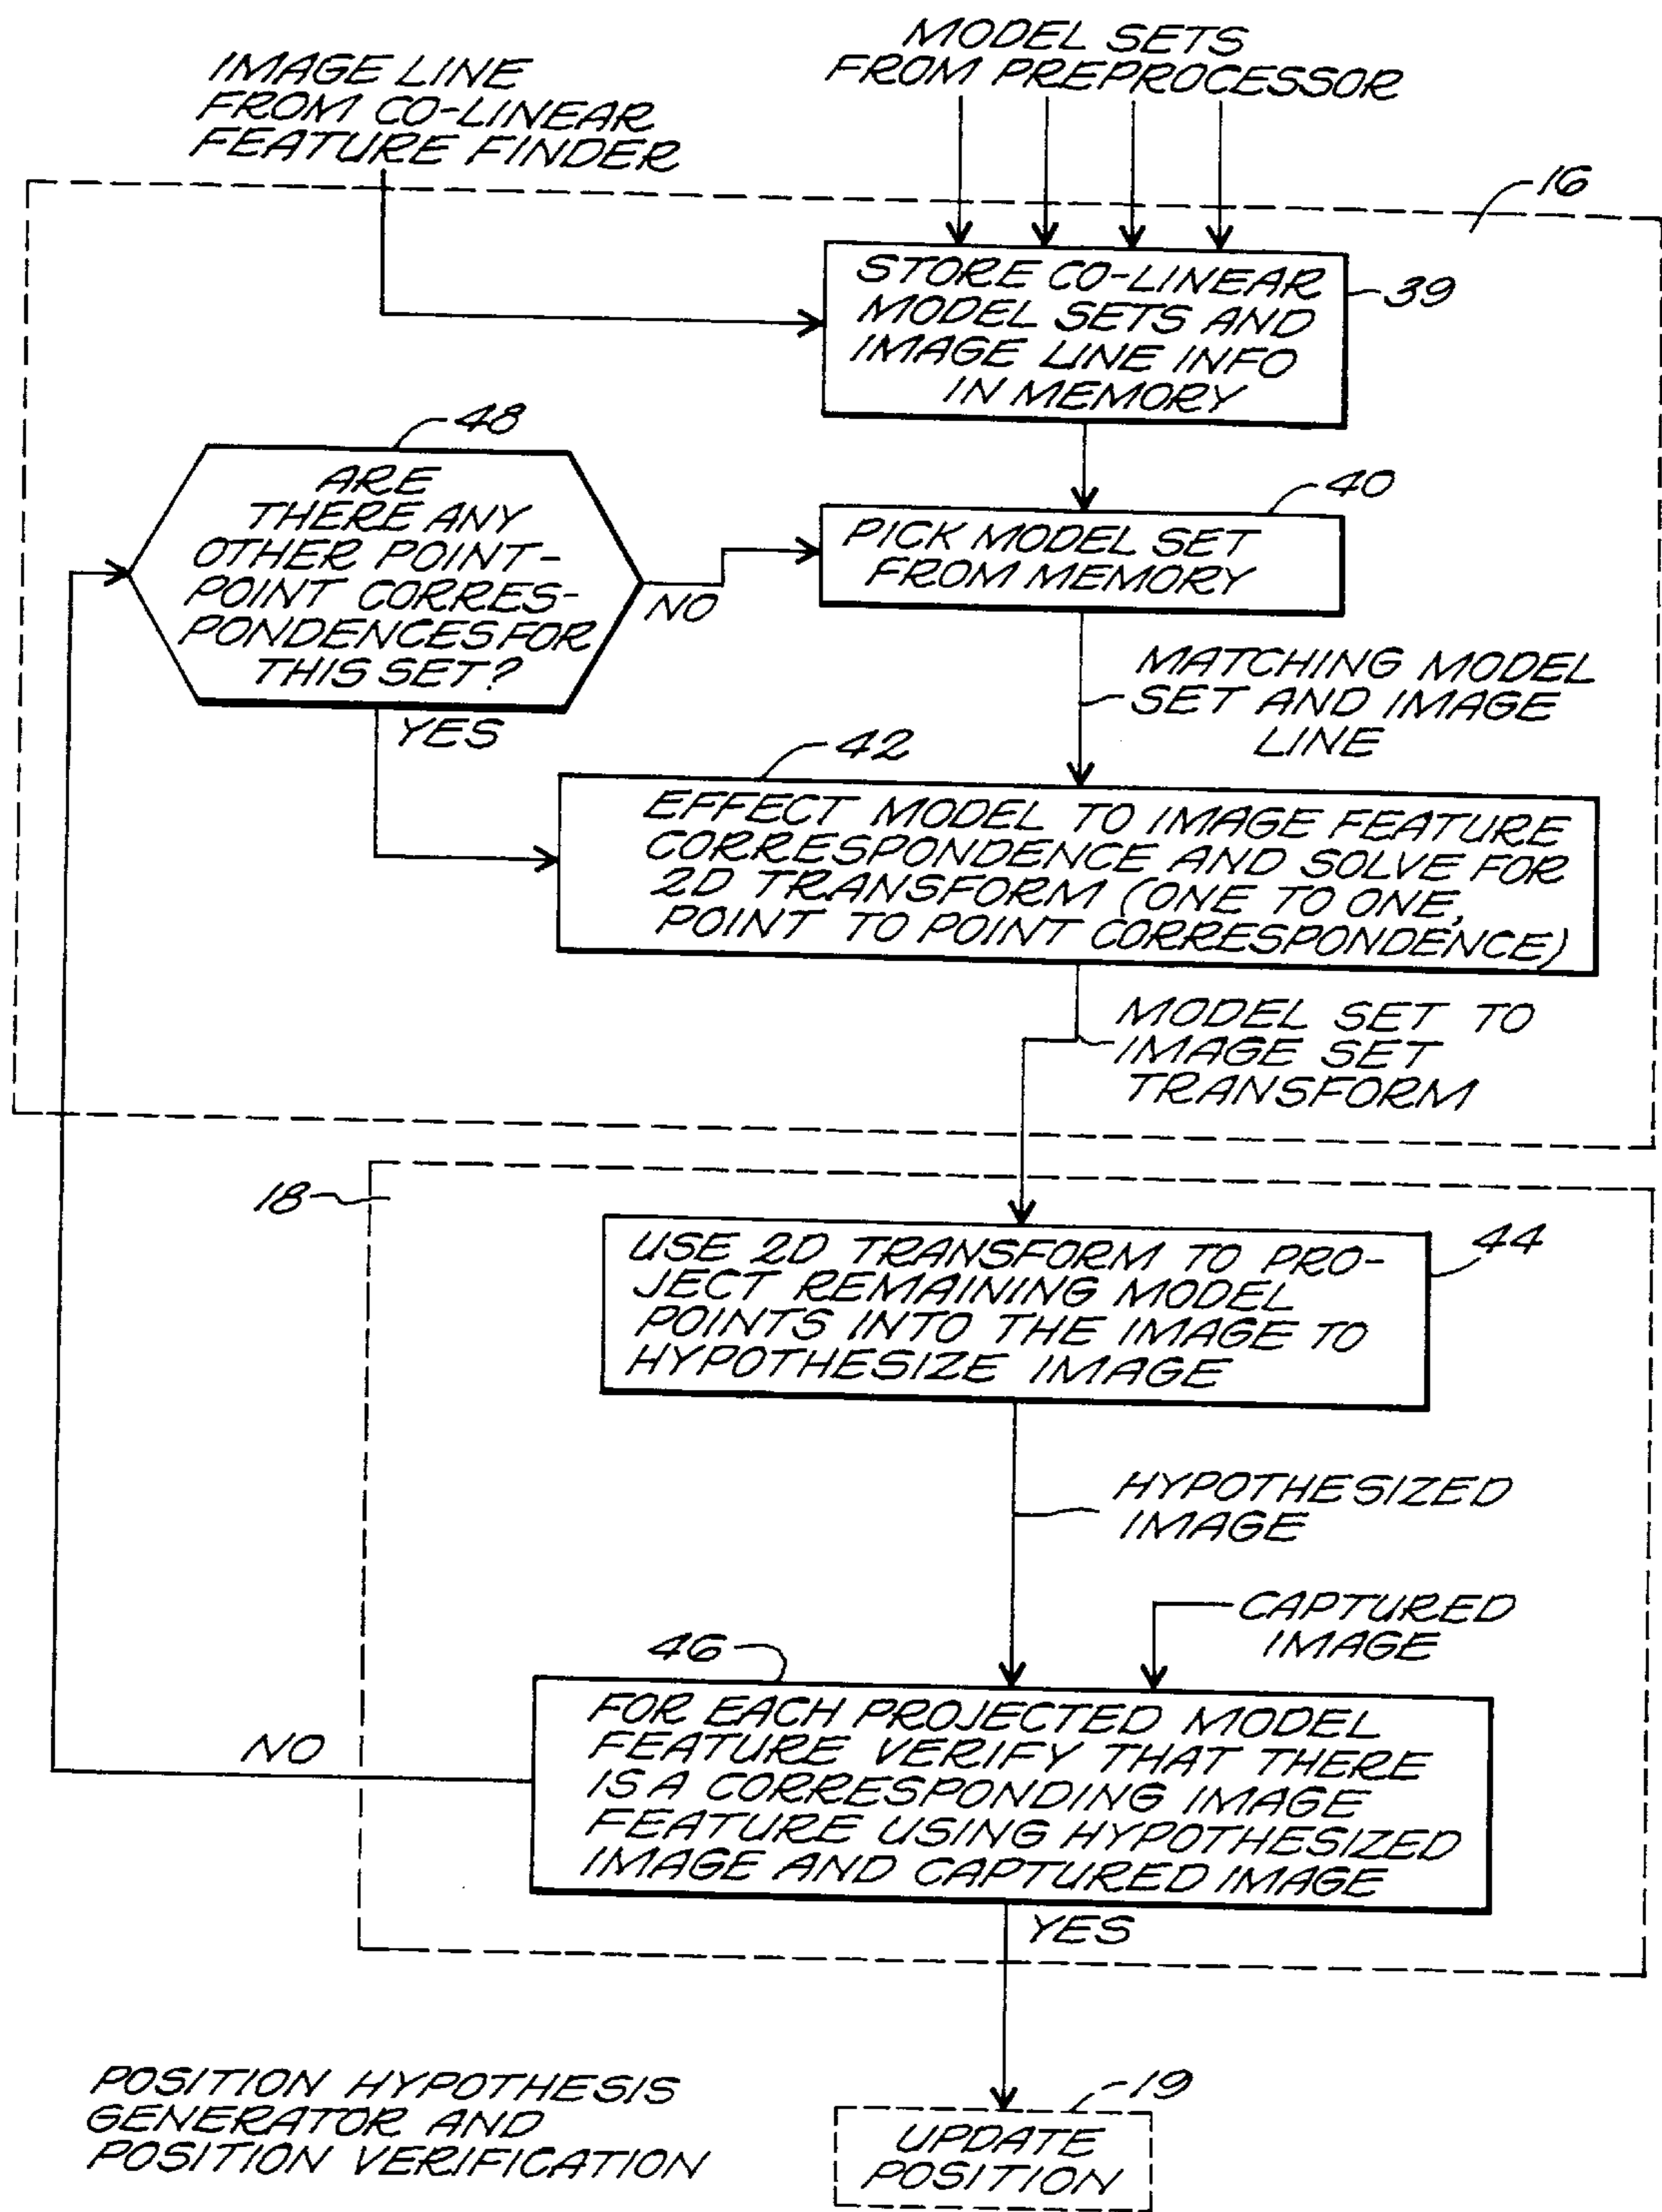 MODEL SETS
FROM PREPROCESSOR
IMAGE LINE
FROM CO-LINEAR
FEATURE FINDER
16
STORE CO-LINEAR
MODEL SETS AND
IMAGE LINE INFO
IN MEMORY
39
48
ARE
THERE ANY
OTHER POINT-
POINT CORRES-
PONDENCES FOR
THIS SET?
NO
YES
40
PICK MODEL SET
FROM MEMORY
MATCHING MODEL
SET AND IMAGE
LINE
42
EFFECT MODEL TO IMAGE FEATURE
CORRESPONDENCE AND SOLVE FOR
2D TRANSFORM (ONE TO ONE,
POINT TO POINT CORRESPONDENCE)
MODEL SET TO
IMAGE SET
TRANSFORM
18
44
USE 2D TRANSFORM TO PRO-
JECT REMAINING MODEL
POINTS INTO THE IMAGE TO
HYPOTHESIZE IMAGE
HYPOTHESIZED
IMAGE
CAPTURED
IMAGE
46
FOR EACH PROJECTED MODEL
FEATURE VERIFY THAT THERE
IS A CORRESPONDING IMAGE
FEATURE USING HYPOTHESIZED
IMAGE AND CAPTURED IMAGE
NO
YES
19
UPDATE
POSITION
POSITION HYPOTHESIS
GENERATOR AND
POSITION VERIFICATION